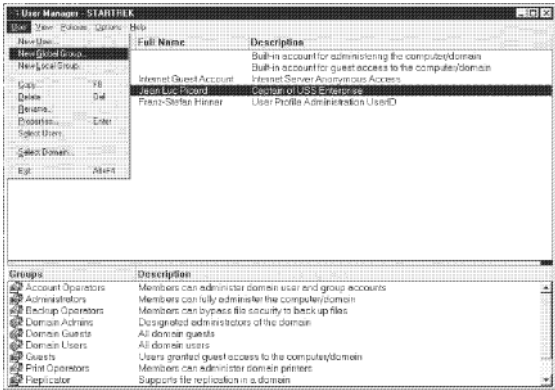 User Manager - STARTREK
User View Policies Options Help
New User...
New Global Group...
New Local Group...
Copy... F8
Delete Del
Rename...
Properties... Enter
Select Users...
Select Domain...
Exit Alt+F4
Full Name Description
Built-in account for administering the computer/domain
Built-in account for guest access to the computer/domain
Internet Guest Account Internet Server Anonymous Access
Jean Luc Picard Captain of USS Enterprise
Franz-Stefan Hinner User Profile Administration UserID
Groups Description
Account Operators Members can administer domain user and group accounts
Administrators Members can fully administer the computer/domain
Backup Operators Members can bypass file security to back up files
Domain Admins Designated administrators of the domain
Domain Guests All domain guests
Domain Users All domain users
Guests Users granted guest access to the computer/domain
Print Operators Members can administer domain printers
Replicator Supports file replication in a domain